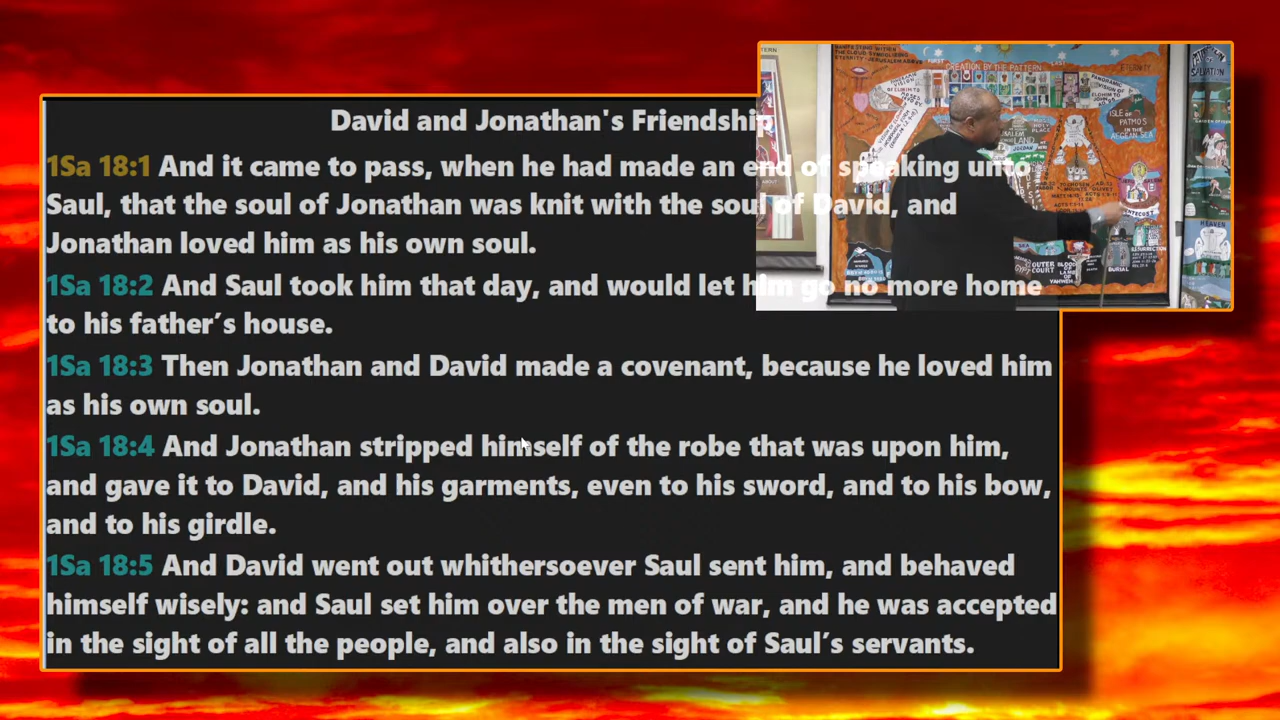 David and Jonathan's Friendship
1Sa 18:1 And it came to pass, when he had made an end of speaking unto
Saul, that the soul of Jonathan was knit with the soul of David, and
Jonathan loved him as his own soul.
1Sa 18:2 And Saul took him that day, and would let him go no more home
to his father’s house.
1Sa 18:3 Then Jonathan and David made a covenant, because he loved him
as his own soul.
1Sa 18:4 And Jonathan stripped himself of the robe that was upon him,
and gave it to David, and his garments, even to his sword, and to his bow,
and to his girdle.
1Sa 18:5 And David went out whithersoever Saul sent him, and behaved
himself wisely: and Saul set him over the men of war, and he was accepted
in the sight of all the people, and also in the sight of Saul’s servants.
CREATION BY THE PATTERN
ETERNITY
PANORAMIC
VISION OF
ISLE OF
PATMOS
IN THE
AEGEAN SEA
JORDAN
PENTECOST
RESURRECTION
BURIAL
OUTER
COURT
SALVATION
HEAVEN